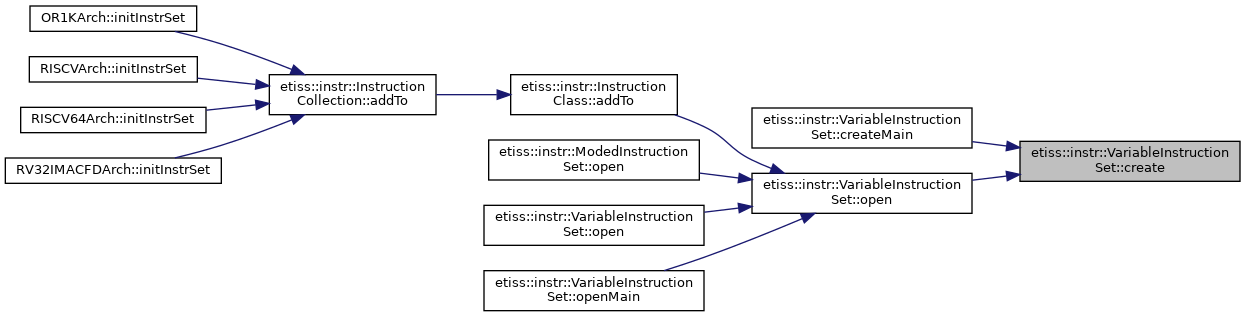 OR1KArch::initInstrSet
RISCVArch::initInstrSet
RISCV64Arch::initInstrSet
RV32IMACFDArch::initInstrSet
etiss::instr::Instruction
Collection::addTo
etiss::instr::Instruction
Class::addTo
etiss::instr::ModedInstruction
Set::open
etiss::instr::VariableInstruction
Set::open
etiss::instr::VariableInstruction
Set::openMain
etiss::instr::VariableInstruction
Set::createMain
etiss::instr::VariableInstruction
Set::open
etiss::instr::VariableInstruction
Set::create